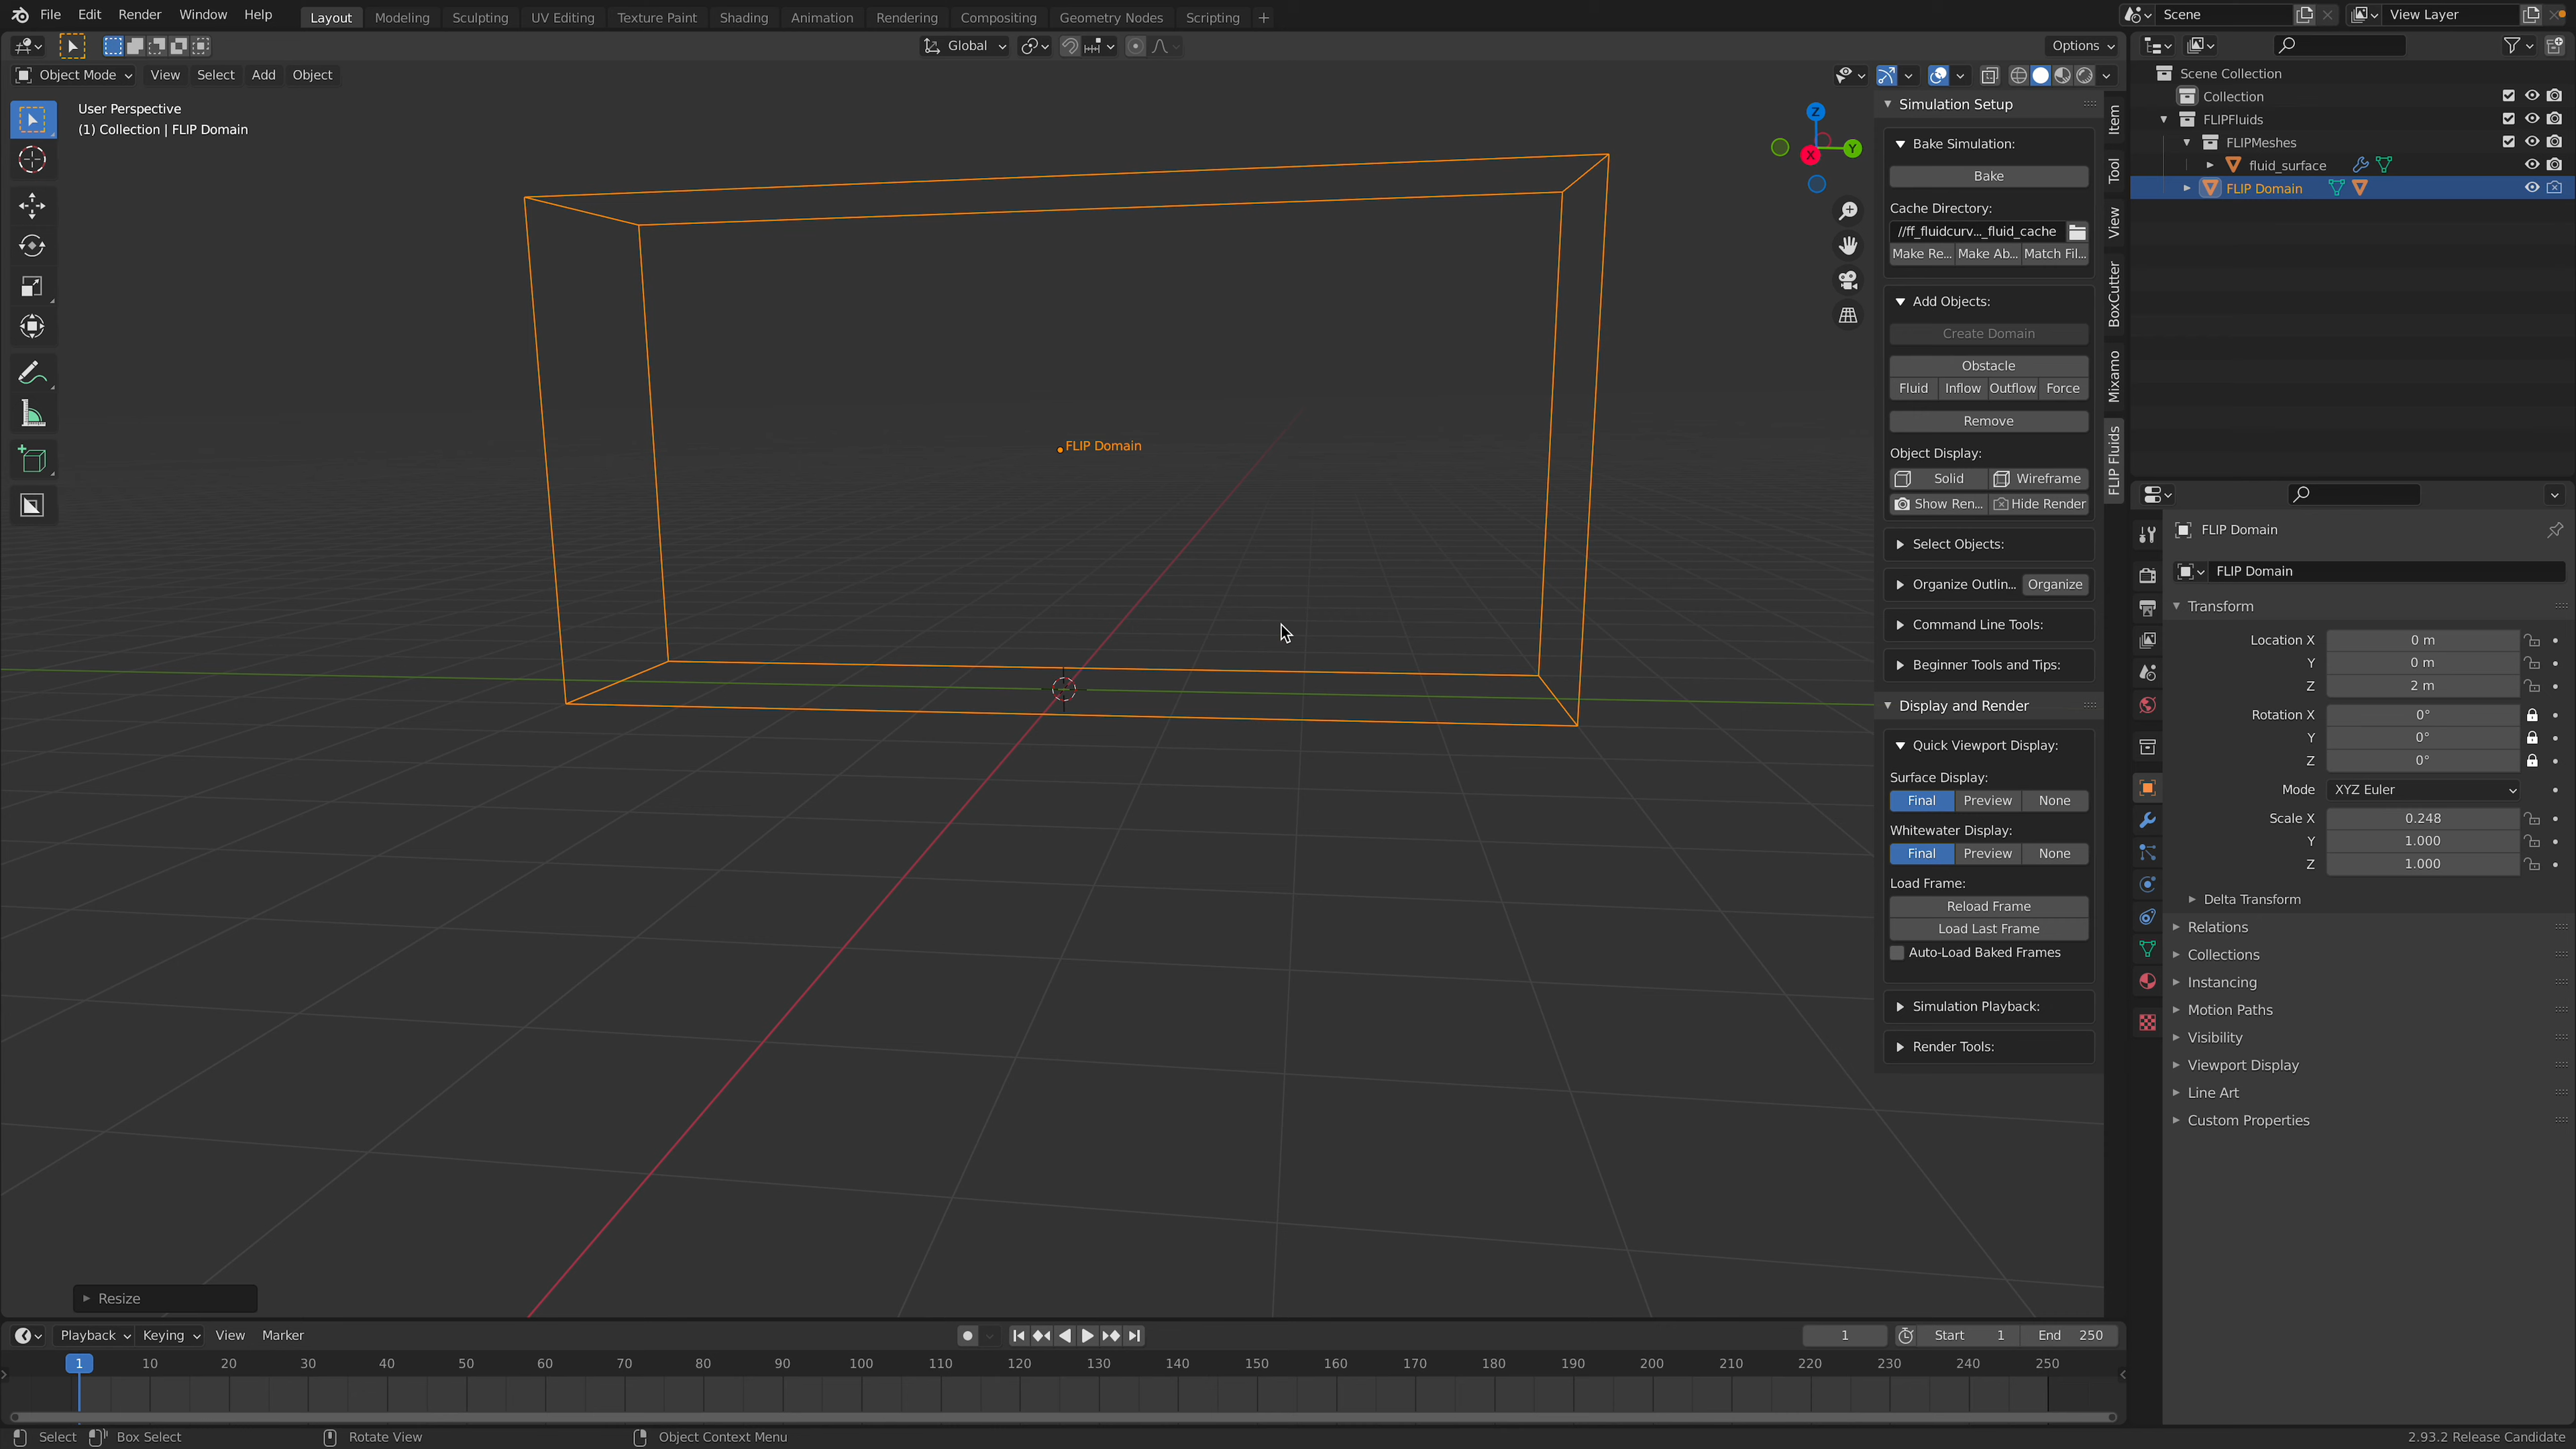 File Edit Render Window Help Layout Modeling Sculpting UV Editing Texture Paint Shading Animation Rendering Compositing Geometry Nodes Scripting + Scene View Layer
Global Options
Object Mode View Select Add Object
User Perspective
(1) Collection | FLIP Domain
Z
Y
X
FLIP Domain
Item
Tool
View
BoxCutter
Mixamo
FLIP Fluids
Simulation Setup
Bake Simulation:
Bake
Cache Directory:
//ff_fluidcurv..._fluid_cache
Make Re... Make Ab... Match Fil...
Add Objects:
Create Domain
Obstacle
Fluid Inflow Outflow Force
Remove
Object Display:
Solid Wireframe
Show Ren... Hide Render
Select Objects:
Organize Outlin... Organize
Command Line Tools:
Beginner Tools and Tips:
Display and Render
Quick Viewport Display:
Surface Display:
Final Preview None
Whitewater Display:
Final Preview None
Load Frame:
Reload Frame
Load Last Frame
Auto-Load Baked Frames
Simulation Playback:
Render Tools:
Scene Collection
Collection
FLIPFluids
FLIPMeshes
fluid_surface
FLIP Domain
FLIP Domain
FLIP Domain
Transform
Location X 0 m
Y 0 m
Z 2 m
Rotation X 0°
Y 0°
Z 0°
Mode XYZ Euler
Scale X 0.248
Y 1.000
Z 1.000
Delta Transform
Relations
Collections
Instancing
Motion Paths
Visibility
Viewport Display
Line Art
Custom Properties
Resize
Playback Keying View Marker 1 Start 1 End 250
1 10 20 30 40 50 60 70 80 90 100 110 120 130 140 150 160 170 180 190 200 210 220 230 240 250
Select Box Select Rotate View Object Context Menu 2.93.2 Release Candidate